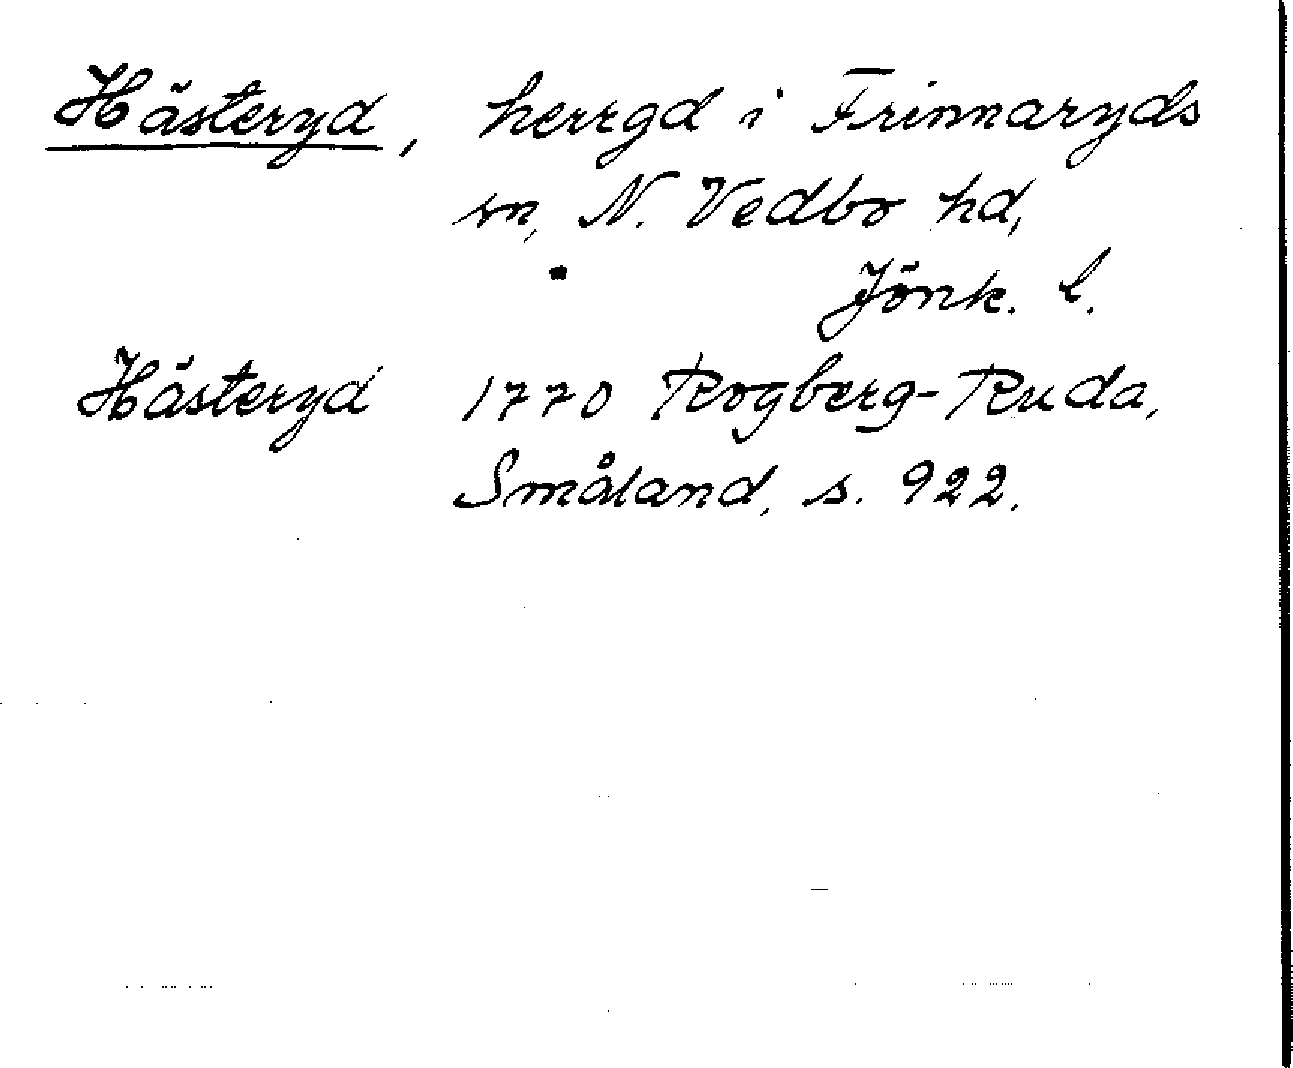 Hästeryd, herrgd i Frinnaryds
sn, N. Vedbo hd,
Jönk. l.
Hästeryd 1770 Rogberg-Ruda,
Småland, s. 922.